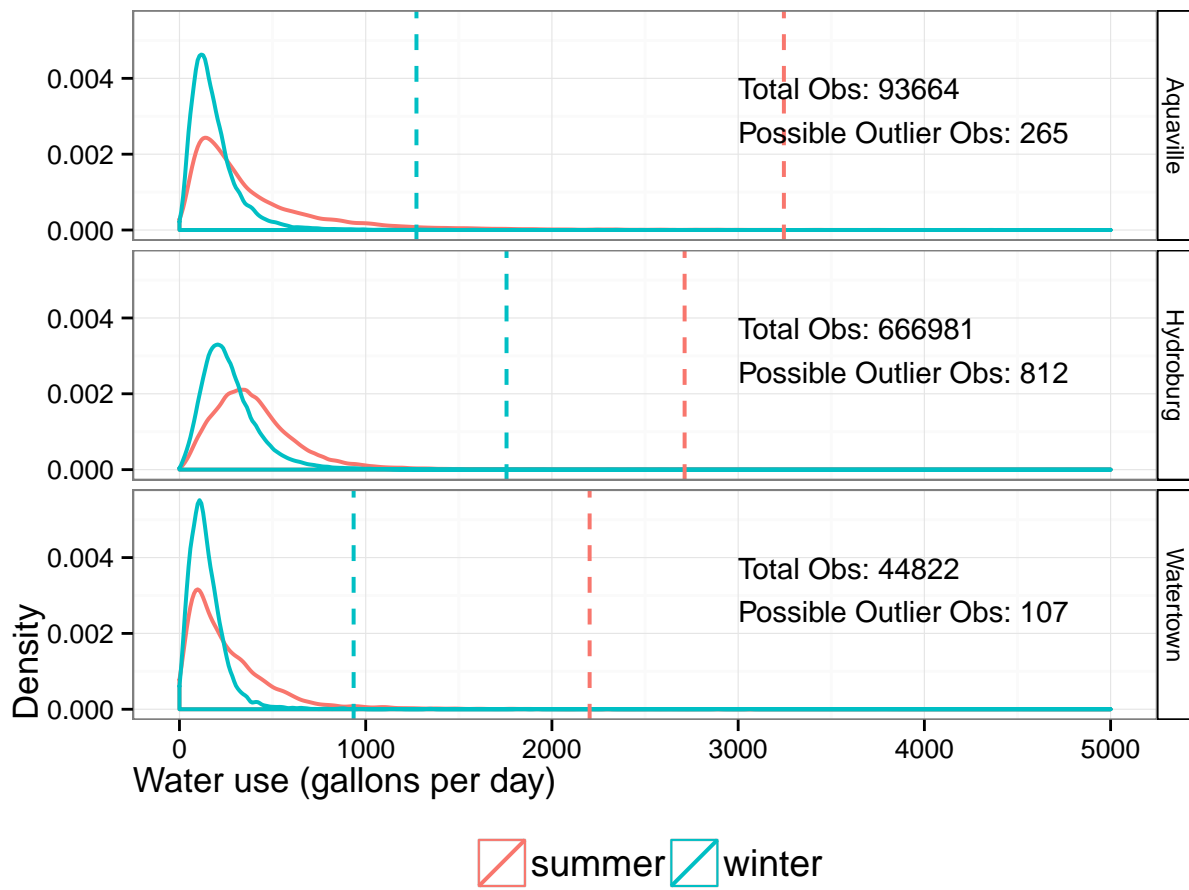 0.004
0.002
0.000
Total Obs: 93664
Possible Outlier Obs: 265
Aquaville
0.004
0.002
0.000
Total Obs: 666981
Possible Outlier Obs: 812
Hydroburg
0.004
0.002
0.000
Total Obs: 44822
Possible Outlier Obs: 107
Watertown
Density
0 1000 2000 3000 4000 5000
Water use (gallons per day)
summer winter